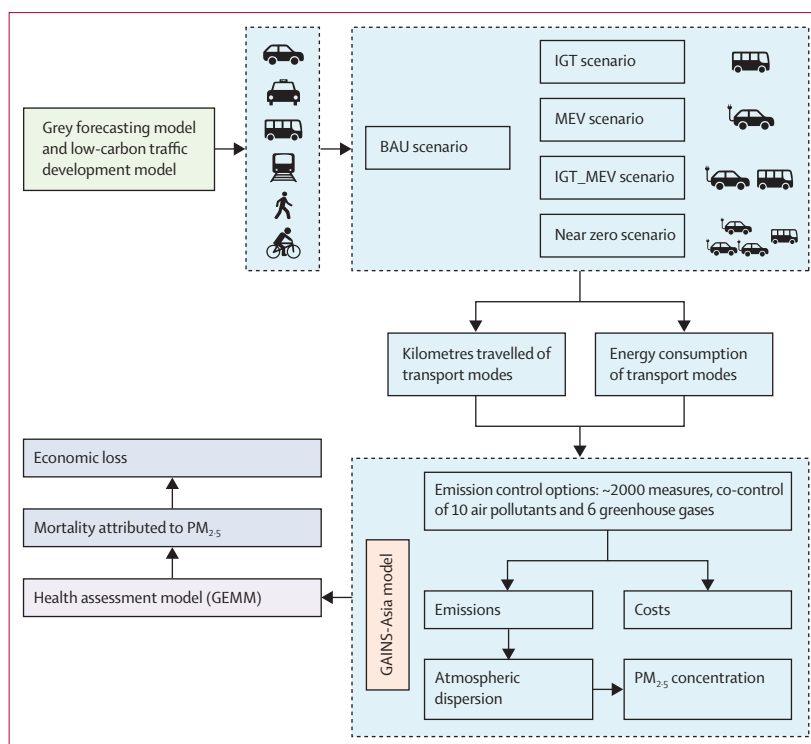 Grey forecasting model
and low-carbon traffic
development model
BAU scenario
IGT scenario
MEV scenario
IGT_MEV scenario
Near zero scenario
Kilometres travelled of
transport modes
Energy consumption
of transport modes
Emission control options: ~2000 measures, co-control
of 10 air pollutants and 6 greenhouse gases
GAINS-Asia model
Emissions
Costs
Atmospheric
dispersion
PM2·5 concentration
Economic loss
Mortality attributed to PM2·5
Health assessment model (GEMM)